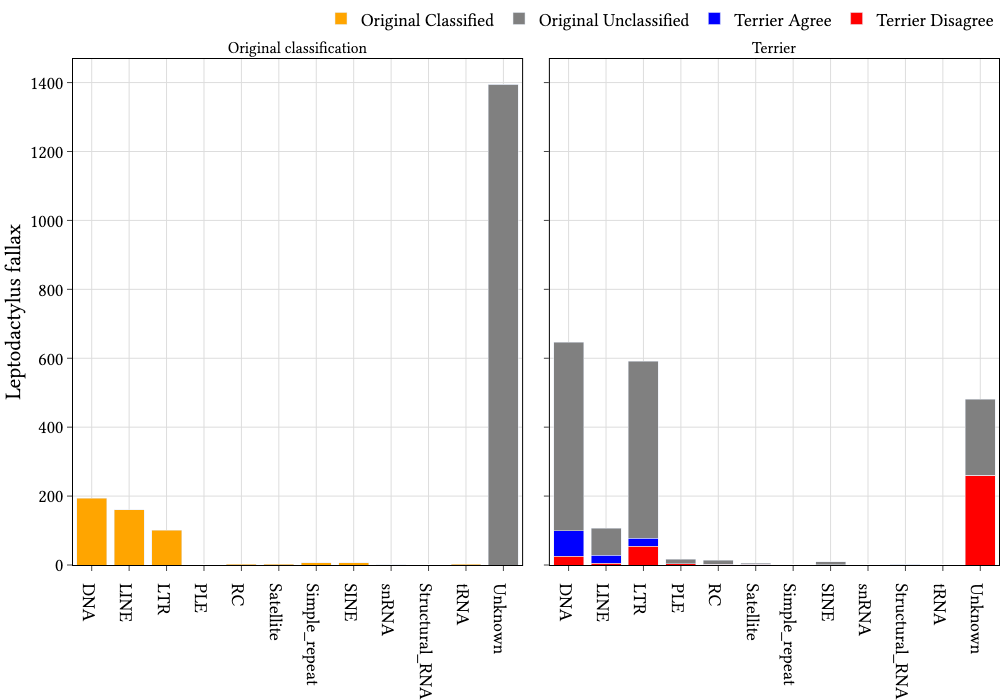 Original Classified Original Unclassified Terrier Agree Terrier Disagree
Original classification Terrier
Leptodactylus fallax
1400
1200
1000
800
600
400
200
0
DNA LINE LTR PLE RC Satellite Simple_repeat SINE snRNA Structural_RNA tRNA Unknown
DNA LINE LTR PLE RC Satellite Simple_repeat SINE snRNA Structural_RNA tRNA Unknown